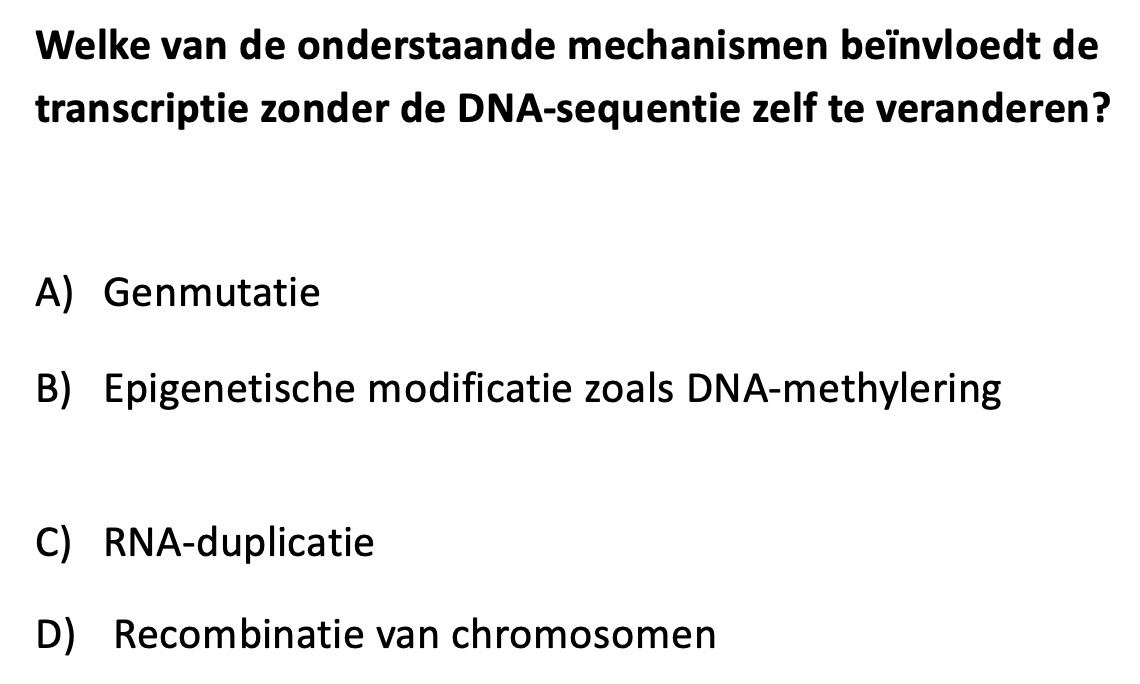 Welke van de onderstaande mechanismen beïnvloedt de
transcriptie zonder de DNA-sequentie zelf te veranderen?
A) Genmutatie
B) Epigenetische modificatie zoals DNA-methylering
C) RNA-duplicatie
D) Recombinatie van chromosomen